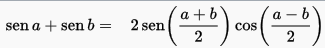 sen a + sen b = 2 sen( (a + b)/2 ) cos( (a − b)/2 )